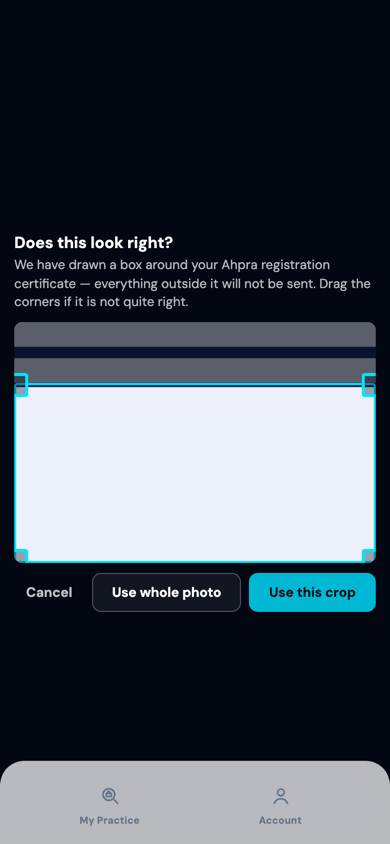 Does this look right?
We have drawn a box around your Ahpra registration
certificate — everything outside it will not be sent. Drag the
corners if it is not quite right.
Cancel
Use whole photo
Use this crop
My Practice
Account